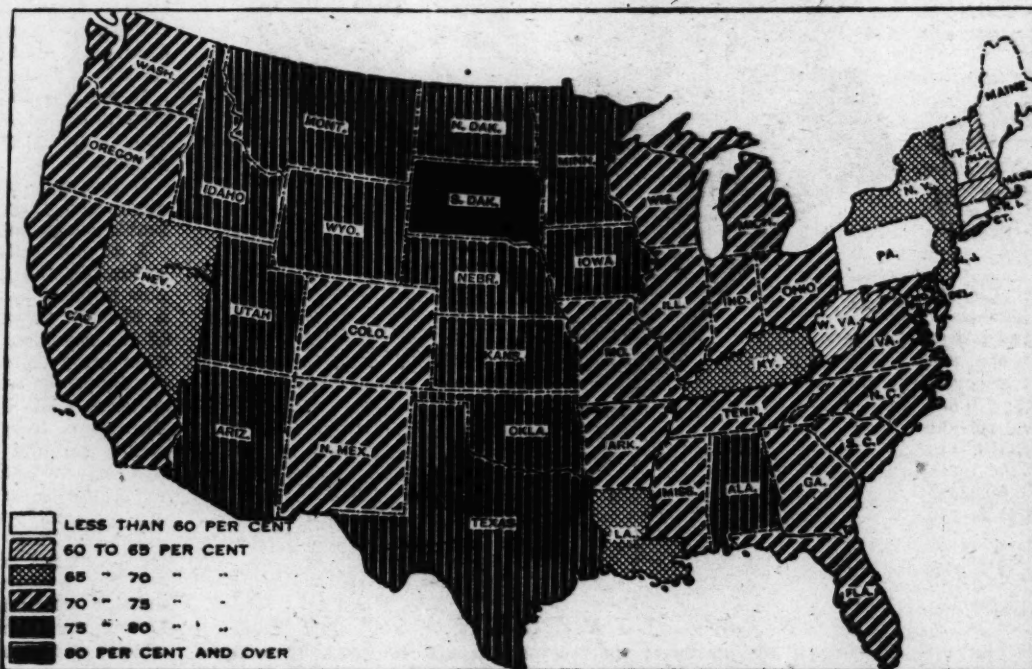 WASH.
OREGON
CAL.
NEV.
IDAHO
MONT.
WYO.
UTAH
COLO.
ARIZ.
N. MEX.
N. DAK.
S. DAK.
NEBR.
KANS.
OKLA.
TEXAS
MINN.
IOWA
MO.
ARK.
LA.
WIS.
ILL.
IND.
OHIO
KY.
TENN.
MISS.
ALA.
GA.
FLA.
S. C.
N. C.
VA.
W. VA.
PA.
N. Y.
N. J.
DEL.
CT.
R. I.
VT.
N. H.
MAINE
LESS THAN 60 PER CENT
60 TO 65 PER CENT
65 " 70 " "
70 " 75 " "
75 " 80 " "
80 PER CENT AND OVER